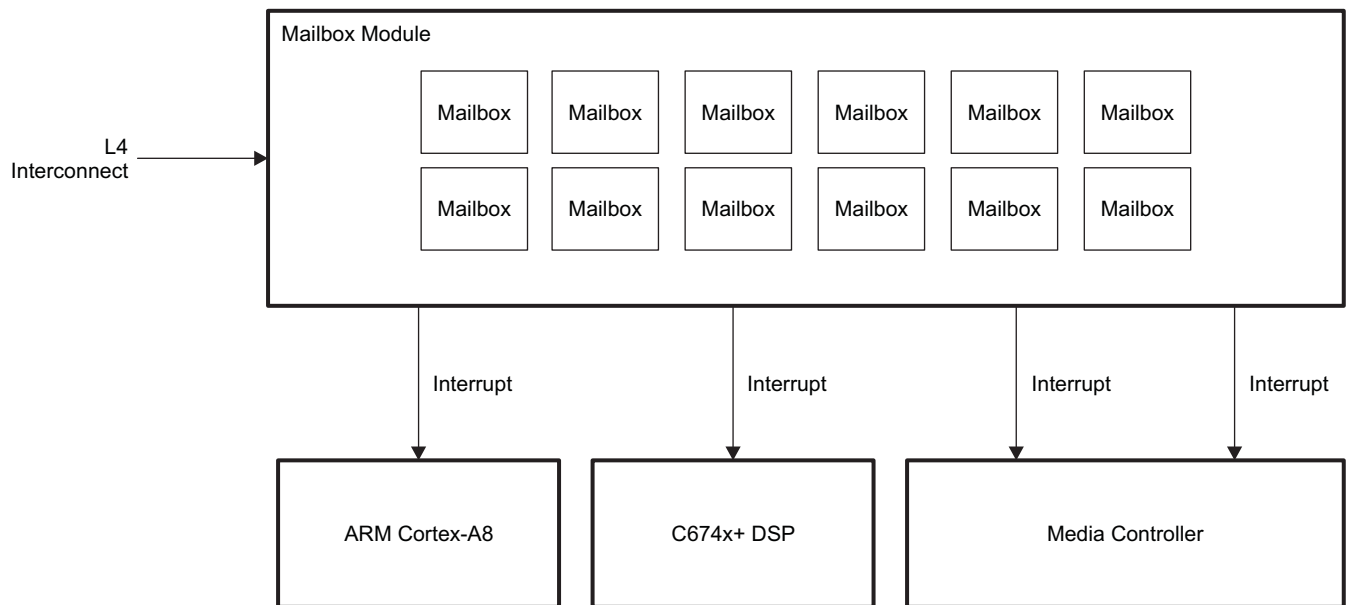 Mailbox Module
Mailbox Mailbox Mailbox Mailbox Mailbox Mailbox
L4
Interconnect
Mailbox Mailbox Mailbox Mailbox Mailbox Mailbox
Interrupt Interrupt Interrupt Interrupt
ARM Cortex-A8 C674x+ DSP Media Controller